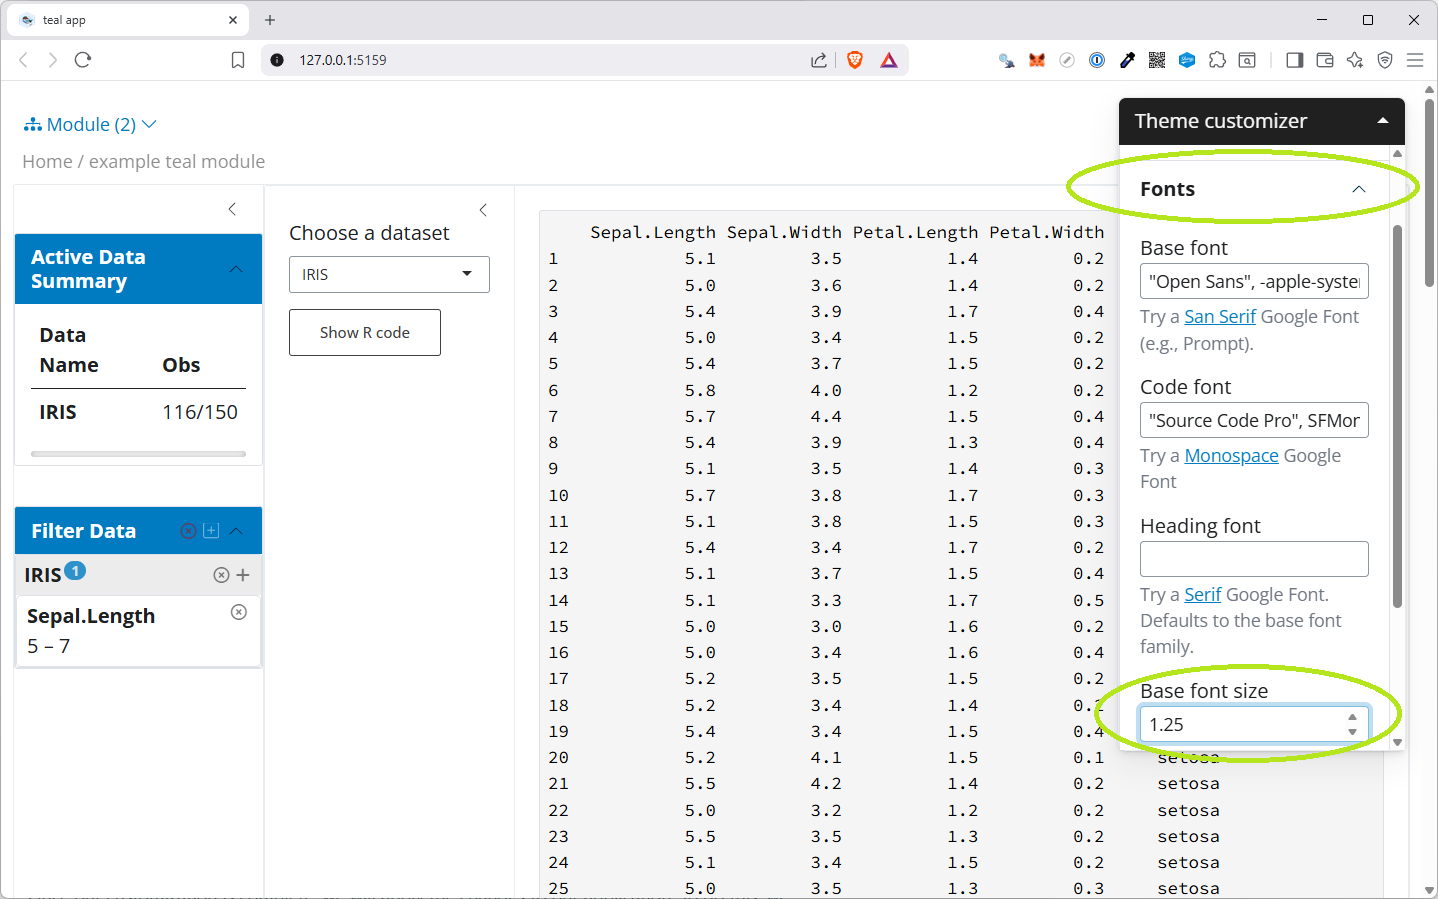 teal app
127.0.0.1:5159
Module (2)
Home / example teal module
Active Data
Summary
Data
Name Obs
IRIS 116/150
Filter Data
IRIS 1
Sepal.Length
5 – 7
Choose a dataset
IRIS
Show R code
Sepal.Length Sepal.Width Petal.Length Petal.Width
1 5.1 3.5 1.4 0.2
2 5.0 3.6 1.4 0.2
3 5.4 3.9 1.7 0.4
4 5.0 3.4 1.5 0.2
5 5.4 3.7 1.5 0.2
6 5.8 4.0 1.2 0.2
7 5.7 4.4 1.5 0.4
8 5.4 3.9 1.3 0.4
9 5.1 3.5 1.4 0.3
10 5.7 3.8 1.7 0.3
11 5.1 3.8 1.5 0.3
12 5.4 3.4 1.7 0.2
13 5.1 3.7 1.5 0.4
14 5.1 3.3 1.7 0.5
15 5.0 3.0 1.6 0.2
16 5.0 3.4 1.6 0.4
17 5.2 3.5 1.5 0.2
18 5.2 3.4 1.4 0.2
19 5.4 3.4 1.5 0.4
20 5.2 4.1 1.5 0.1 setosa
21 5.5 4.2 1.4 0.2 setosa
22 5.0 3.2 1.2 0.2 setosa
23 5.5 3.5 1.3 0.2 setosa
24 5.1 3.4 1.5 0.2 setosa
25 5.0 3.5 1.3 0.3 setosa
Theme customizer
Fonts
Base font
"Open Sans", -apple-syster
Try a San Serif Google Font
(e.g., Prompt).
Code font
"Source Code Pro", SFMor
Try a Monospace Google
Font
Heading font
Try a Serif Google Font.
Defaults to the base font
family.
Base font size
1.25